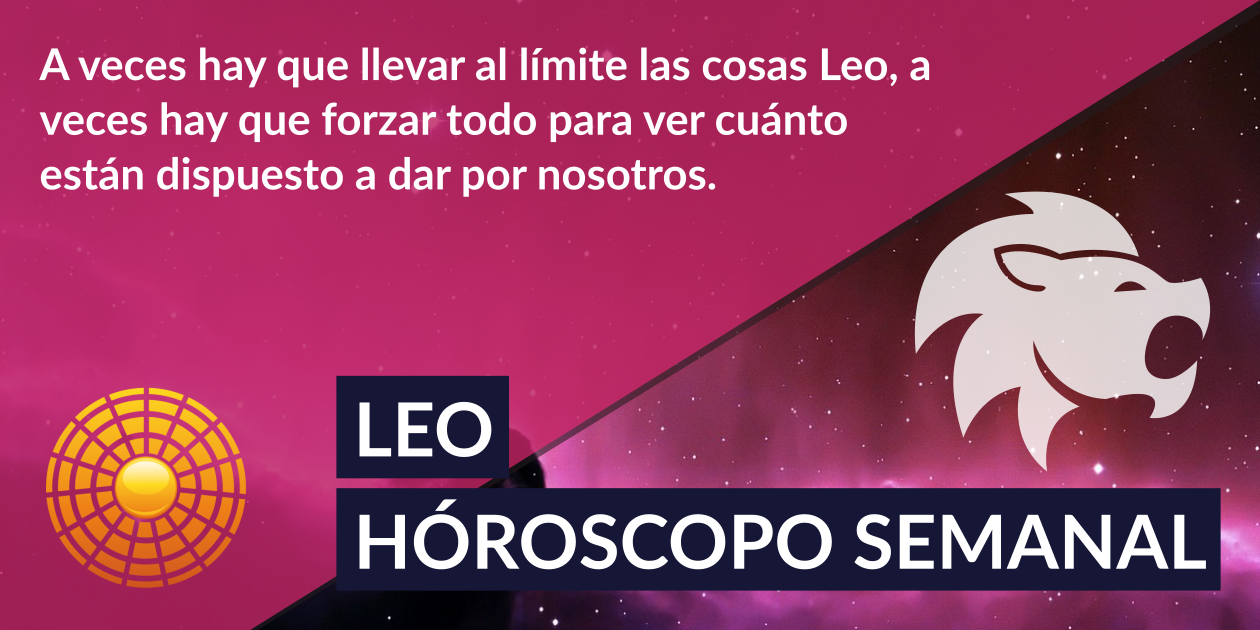 A veces hay que llevar al límite las cosas Leo, a
veces hay que forzar todo para ver cuánto
están dispuesto a dar por nosotros.
LEO
HÓROSCOPO SEMANAL